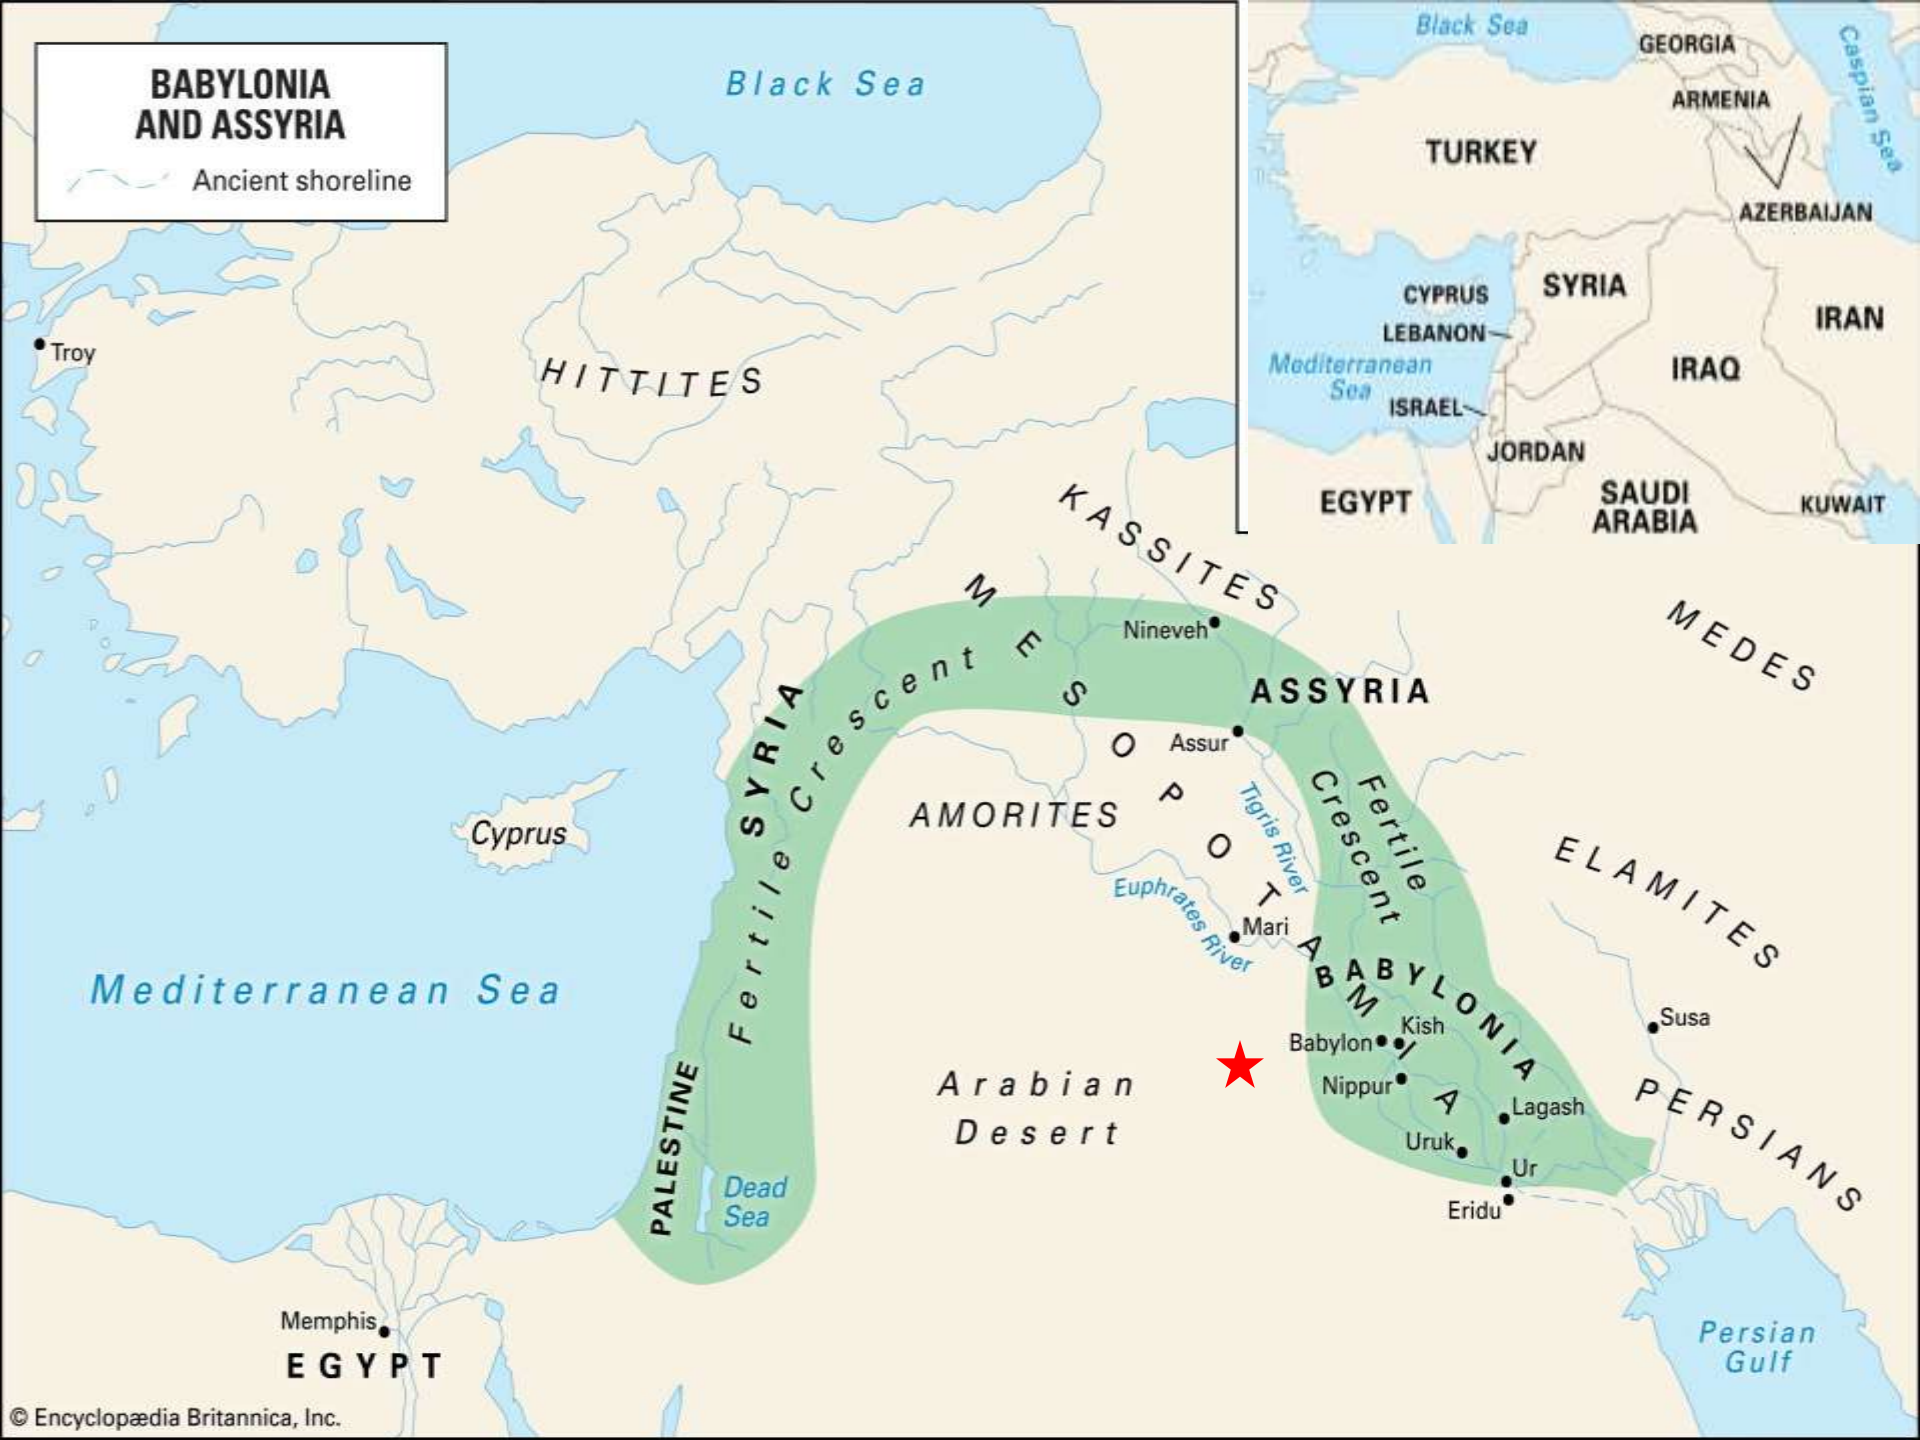 BABYLONIA
AND ASSYRIA
Ancient shoreline
Black Sea
Troy
HITTITES
KASSITES
MEDES
MESOPOTAMIA
Nineveh
ASSYRIA
Assur
SYRIA
Fertile Crescent
Fertile
Crescent
AMORITES
Tigris River
Euphrates River
Cyprus
ELAMITES
Mari
BABYLONIA
Mediterranean Sea
Susa
Kish
Babylon
Nippur
PALESTINE
Arabian
Desert
Lagash
PERSIANS
Uruk
Ur
Eridu
Dead
Sea
Memphis
EGYPT
Persian
Gulf
© Encyclopædia Britannica, Inc.
Black Sea
GEORGIA
Caspian Sea
ARMENIA
TURKEY
AZERBAIJAN
CYPRUS
SYRIA
LEBANON
IRAN
Mediterranean
Sea
IRAQ
ISRAEL
JORDAN
EGYPT
SAUDI
ARABIA
KUWAIT